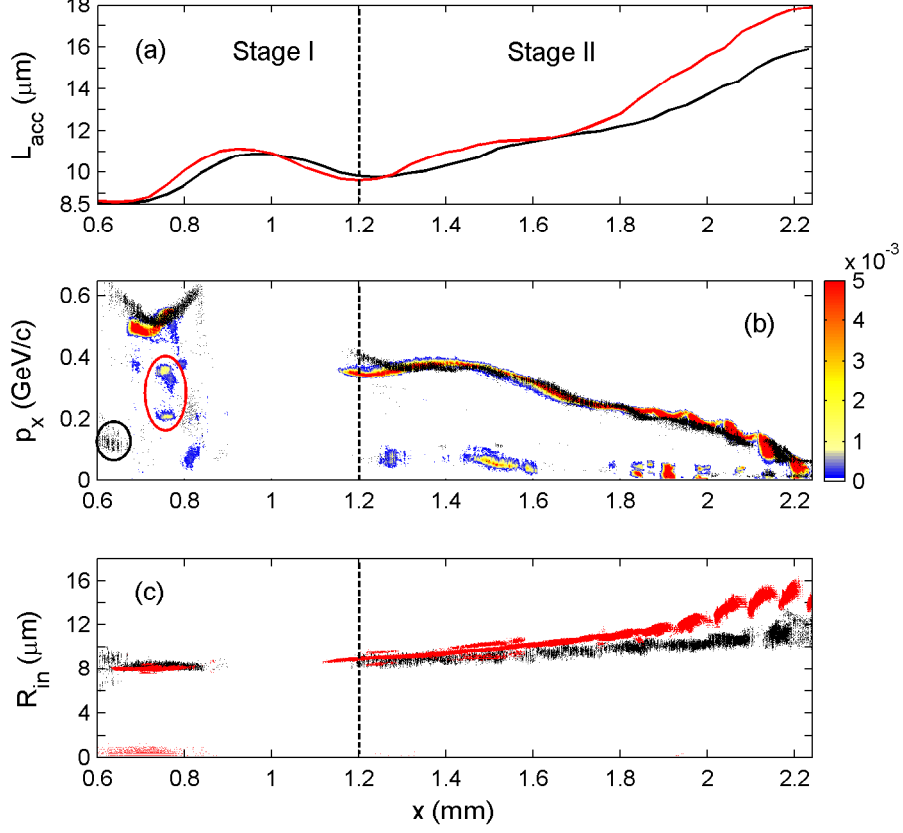 18
16
14
12
10
8.5
L_acc (μm)
(a)
Stage I
Stage II
0.6 0.8 1 1.2 1.4 1.6 1.8 2 2.2
0.6
0.4
0.2
0
p_x (GeV/c)
(b)
x 10^-3
5
4
3
2
1
0
0.6 0.8 1 1.2 1.4 1.6 1.8 2 2.2
16
12
8
4
0
R_in (μm)
(c)
0.6 0.8 1 1.2 1.4 1.6 1.8 2 2.2
x (mm)